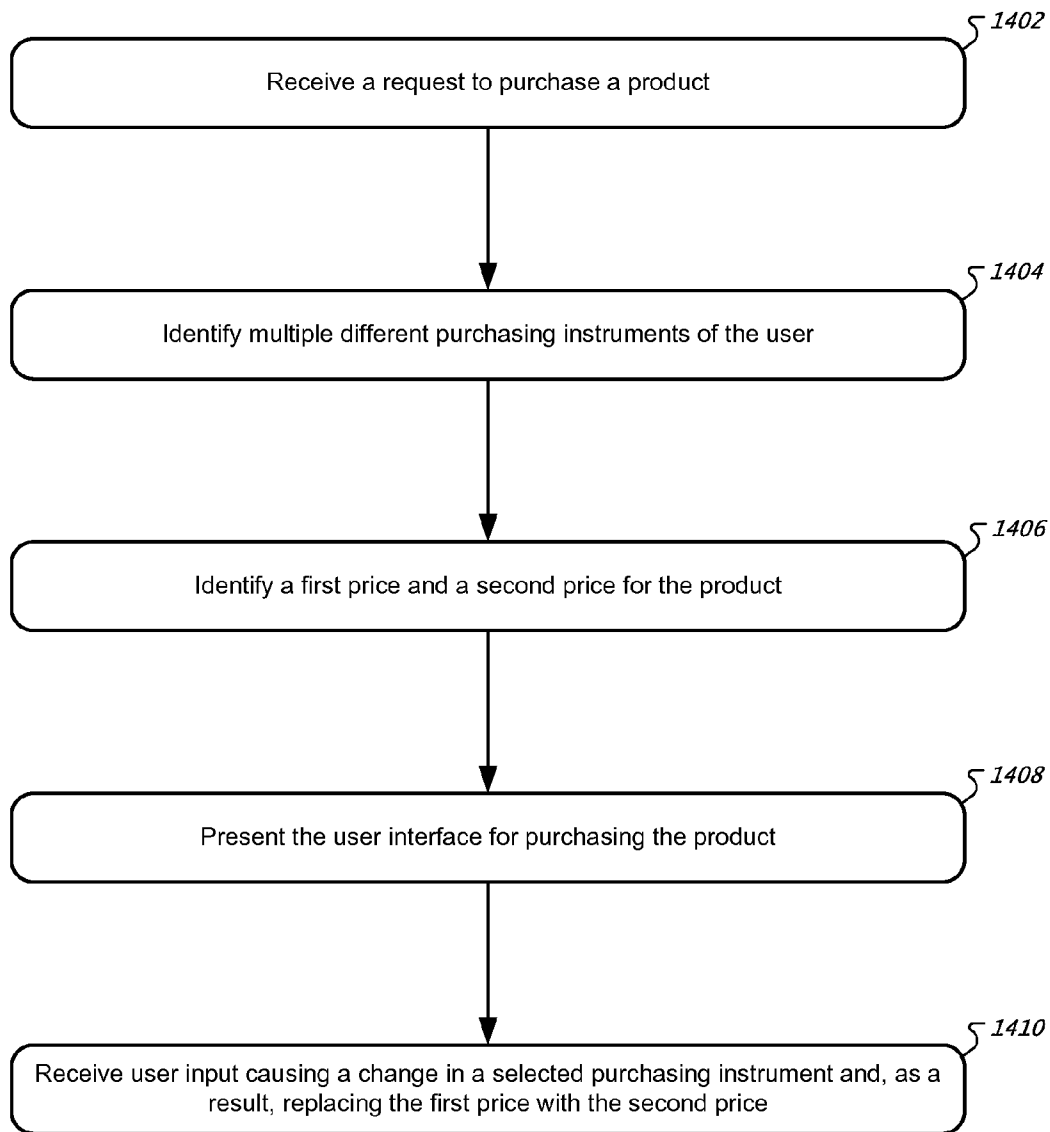 1402
Receive a request to purchase a product
1404
Identify multiple different purchasing instruments of the user
1406
Identify a first price and a second price for the product
1408
Present the user interface for purchasing the product
1410
Receive user input causing a change in a selected purchasing instrument and, as a
result, replacing the first price with the second price